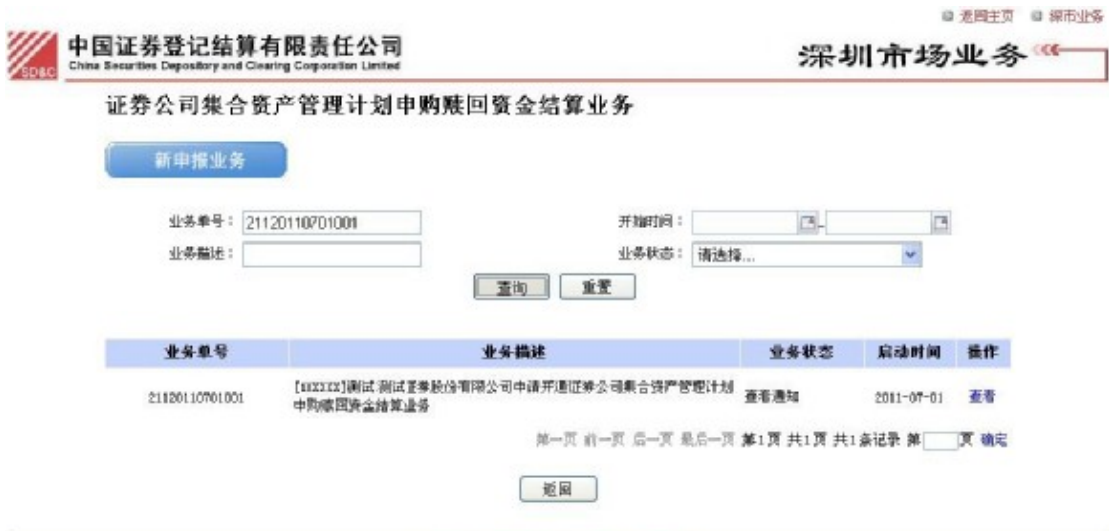 返回主页 深市业务
中国证券登记结算有限责任公司
China Securities Depository and Clearing Corporation Limited
SD&C
深圳市场业务
证券公司集合资产管理计划申购赎回资金结算业务
新申报业务
业务单号： 21120110701001 开始时间： -
业务描述： 业务状态： 请选择...
查询 重置
业务单号 业务描述 业务状态 启动时间 操作
21120110701001 测试 测试证券股份有限公司申请开通证券公司集合资产管理计划 查看通知 2011-07-01 查看
申购赎回资金结算业务
第一页 前一页 后一页 最后一页 第1页 共1页 共1条记录 第 页 确定
返回